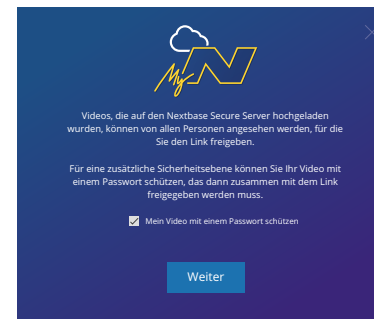 My N
Videos, die auf den Nextbase Secure Server hochgeladen
wurden, können von allen Personen angesehen werden, für die
Sie den Link freigeben.
Für eine zusätzliche Sicherheitsebene können Sie Ihr Video mit
einem Passwort schützen, das dann zusammen mit dem Link
freigegeben werden muss.
Mein Video mit einem Passwort schützen
Weiter